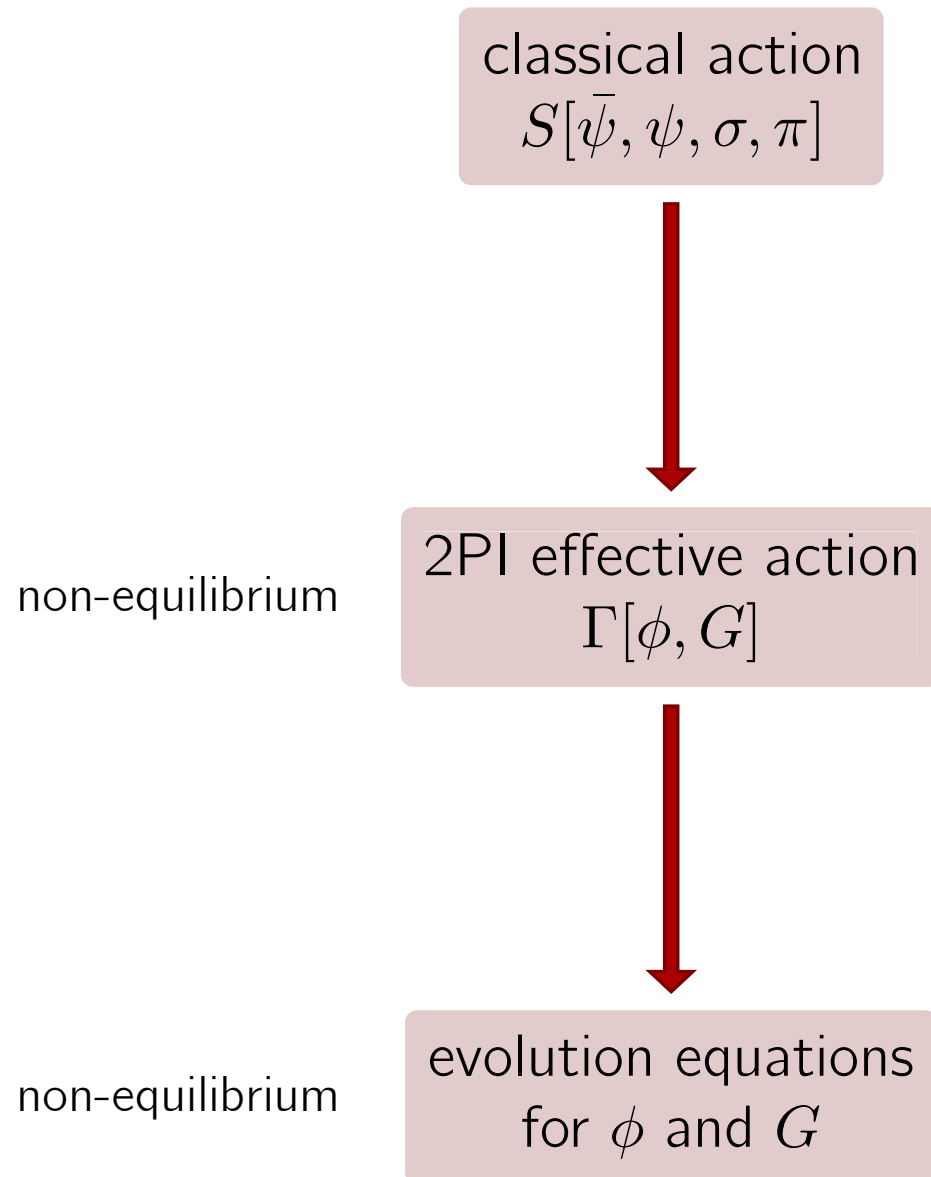 classical action
S[ψ̄, ψ, σ, π]
non-equilibrium
2PI effective action
Γ[ϕ, G]
non-equilibrium
evolution equations
for ϕ and G